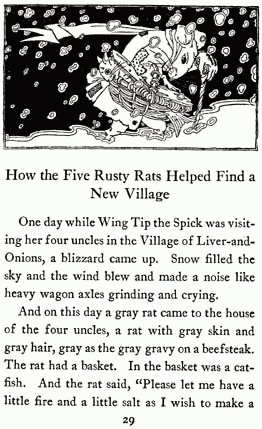 How the Five Rusty Rats Helped Find a
New Village
One day while Wing Tip the Spick was visit-
ing her four uncles in the Village of Liver-and-
Onions, a blizzard came up. Snow filled the
sky and the wind blew and made a noise like
heavy wagon axles grinding and crying.
And on this day a gray rat came to the house
of the four uncles, a rat with gray skin and
gray hair, gray as the gray gravy on a beefsteak.
The rat had a basket. In the basket was a cat-
fish. And the rat said, “Please let me have a
little fire and a little salt as I wish to make a
29